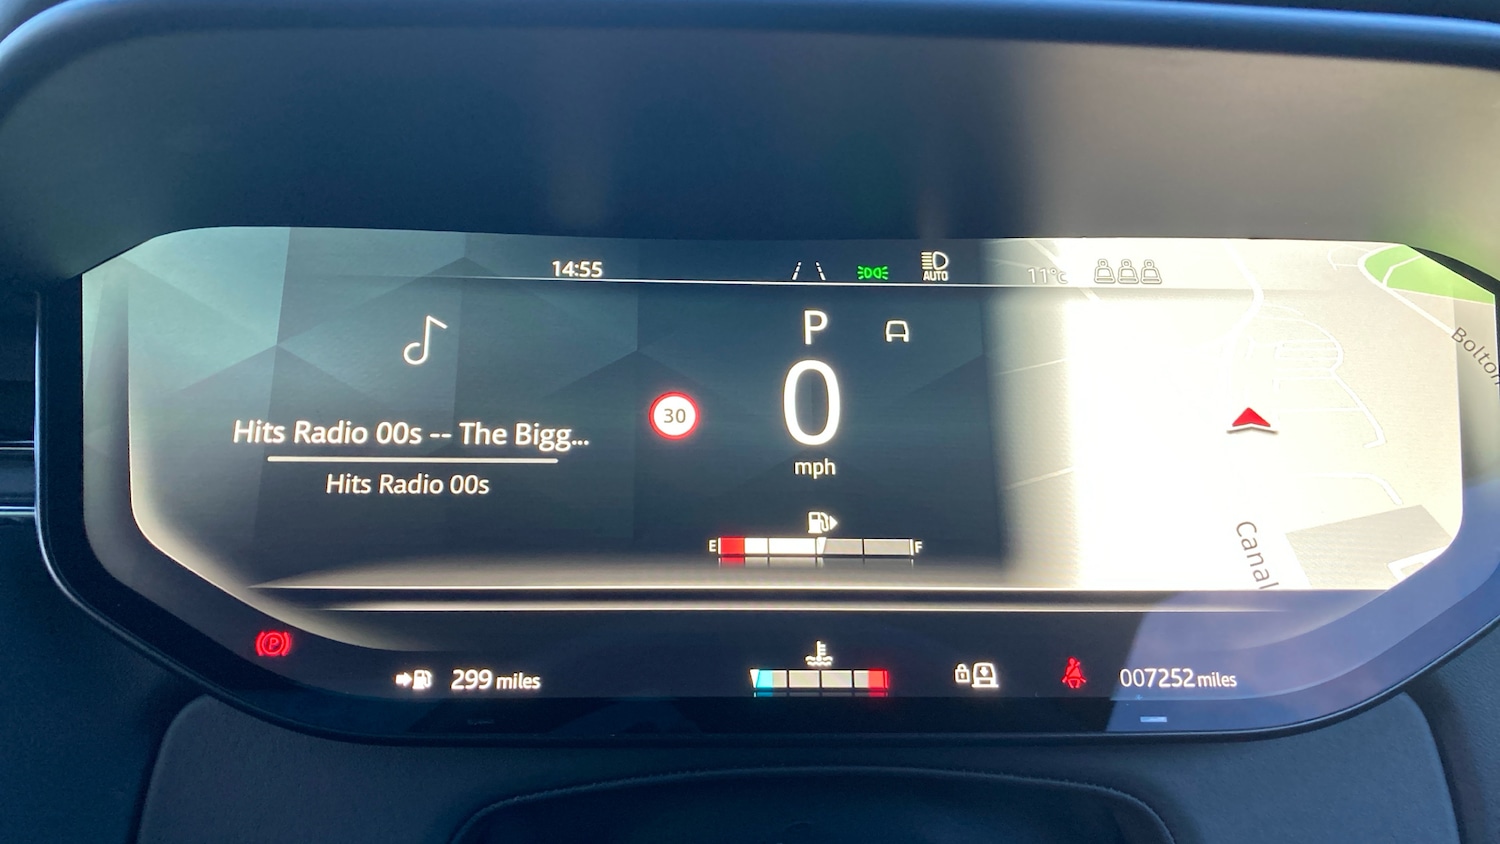 14:55
AUTO
11°c
P
0
mph
30
Hits Radio 00s -- The Bigg...
Hits Radio 00s
E
F
Bolton
Canal
P
299 miles
007252 miles